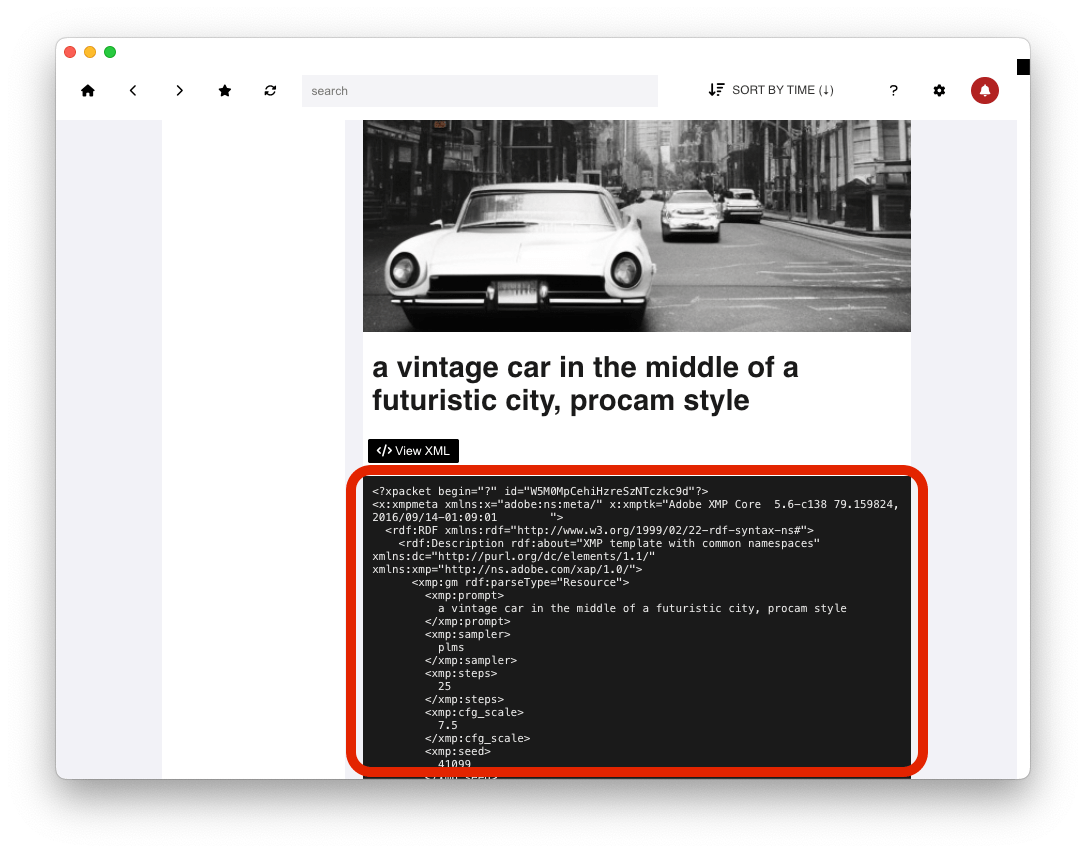 search
SORT BY TIME (↓)
?
a vintage car in the middle of a
futuristic city, procam style
</> View XML
<?xpacket begin="?" id="W5M0MpCehiHzreSzNTczkc9d"?>
<x:xmpmeta xmlns:x="adobe:ns:meta/" x:xmptk="Adobe XMP Core  5.6-c138 79.159824,
2016/09/14-01:09:01        ">
  <rdf:RDF xmlns:rdf="http://www.w3.org/1999/02/22-rdf-syntax-ns#">
    <rdf:Description rdf:about="XMP template with common namespaces"
xmlns:dc="http://purl.org/dc/elements/1.1/"
xmlns:xmp="http://ns.adobe.com/xap/1.0/">
      <xmp:gm rdf:parseType="Resource">
        <xmp:prompt>
          a vintage car in the middle of a futuristic city, procam style
        </xmp:prompt>
        <xmp:sampler>
          plms
        </xmp:sampler>
        <xmp:steps>
          25
        </xmp:steps>
        <xmp:cfg_scale>
          7.5
        </xmp:cfg_scale>
        <xmp:seed>
          41099
        </xmp:seed>